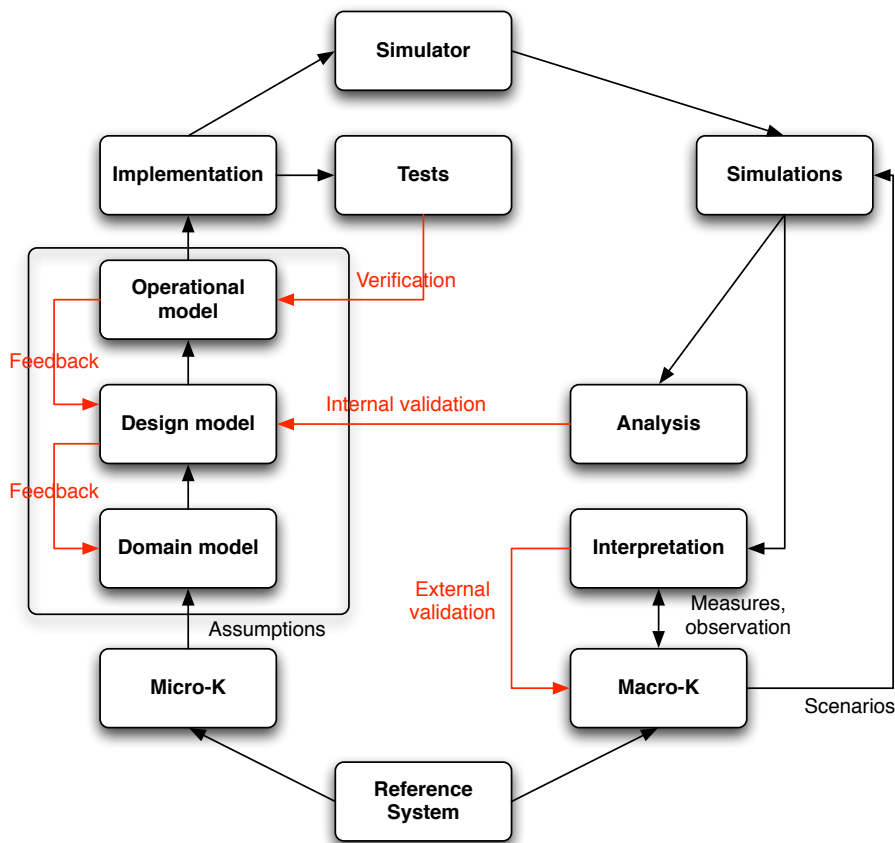 Simulator
Implementation
Tests
Simulations
Operational
model
Verification
Feedback
Design model
Internal validation
Analysis
Feedback
Domain model
Interpretation
External
validation
Measures,
observation
Assumptions
Micro-K
Macro-K
Scenarios
Reference
System